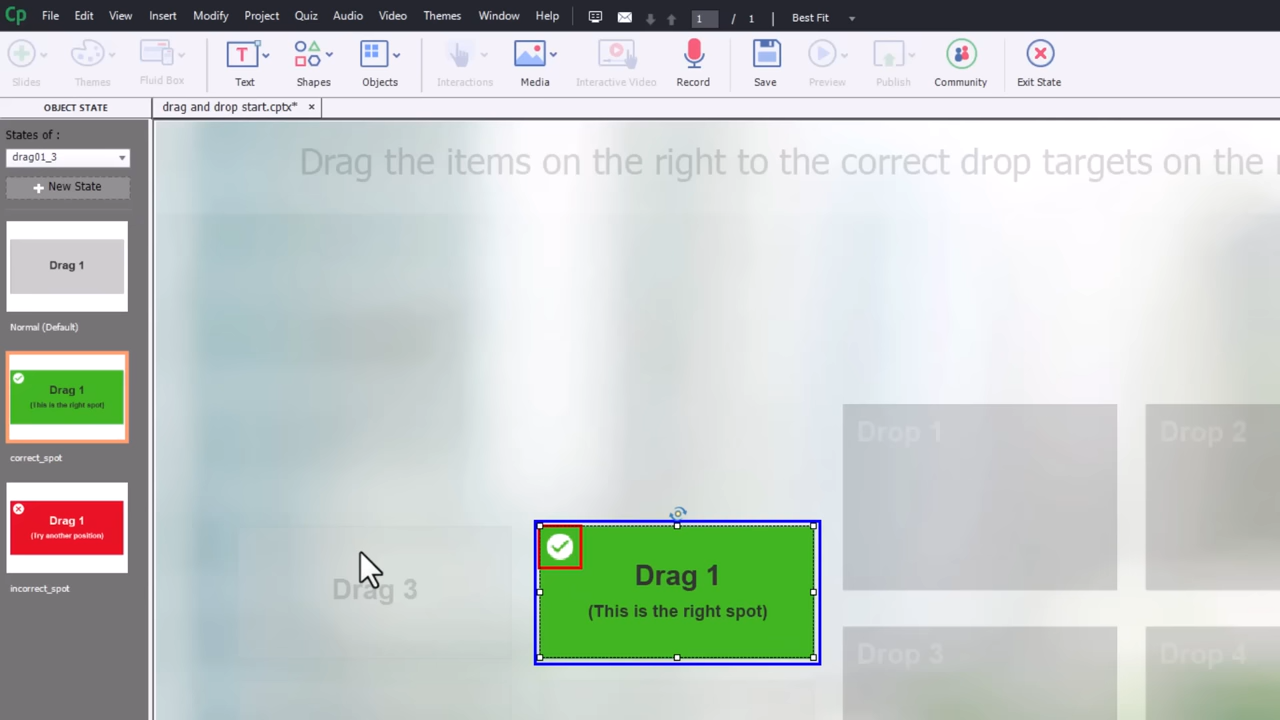 Cp File Edit View Insert Modify Project Quiz Audio Video Themes Window Help 1 / 1 Best Fit
Slides Themes Fluid Box Text Shapes Objects Interactions Media Interactive Video Record Save Preview Publish Community Exit State
OBJECT STATE
drag and drop start.cptx* ×
States of :
drag01_3
+ New State
Drag 1
Normal (Default)
Drag 1
(This is the right spot)
correct_spot
Drag 1
(Try another position)
incorrect_spot
Drag the items on the right to the correct drop targets on the
Drop 1
Drop 2
Drag 3
Drag 1
(This is the right spot)
Drop 3
Drop 4